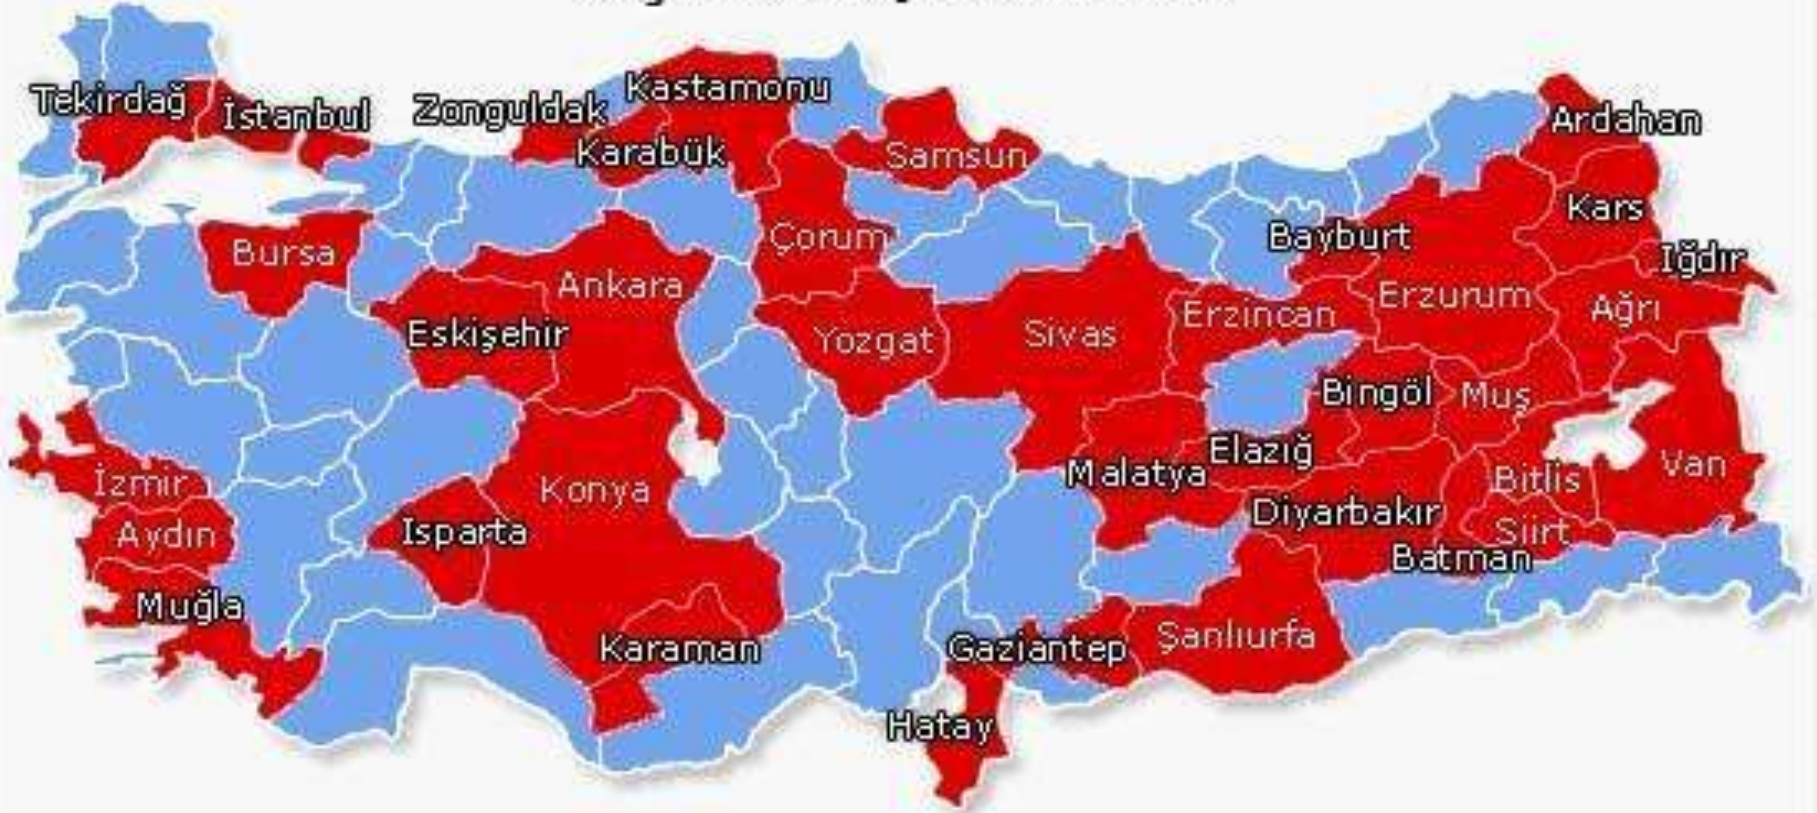 Kastamonu
Tekirdağ
İstanbul
Zonguldak
Ardahan
Karabük
Samsun
Kars
Bursa
Çorum
Bayburt
Iğdır
Ankara
Erzurum
Ağrı
Erzincan
Eskişehir
Yozgat
Sivas
Bingöl
Muş
Elazığ
Malatya
Van
Bitlis
İzmir
Konya
Diyarbakır
Isparta
Aydın
Siirt
Batman
Muğla
Karaman
Gaziantep
Şanlıurfa
Hatay